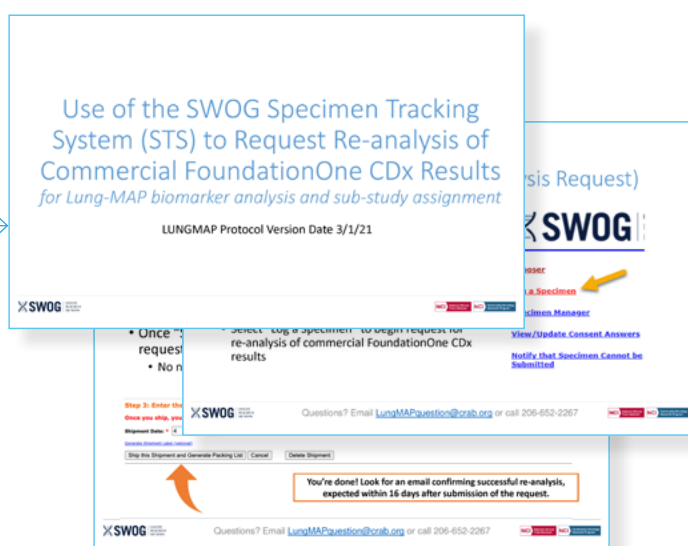 Use of the SWOG Specimen Tracking
System (STS) to Request Re-analysis of
Commercial FoundationOne CDx Results
for Lung-MAP biomarker analysis and sub-study assignment
LUNGMAP Protocol Version Date 3/1/21
SWOG
sis Request)
SWOG
a Specimen
cimen Manager
View/Update Consent Answers
Notify that Specimen Cannot be
Submitted
Select "Log a Specimen" to begin request for
re-analysis of commercial FoundationOne CDx
results
SWOG
Questions? Email LungMAPquestion@crab.org or call 206-652-2267
• Once "S
request
• No n
Step 3: Enter the
Once you ship, you
Shipment Date: * 4
Generate Shipment Label (optional)
Ship this Shipment and Generate Packing List
Cancel
Delete Shipment
You're done! Look for an email confirming successful re-analysis,
expected within 16 days after submission of the request.
SWOG
Questions? Email LungMAPquestion@crab.org or call 206-652-2267